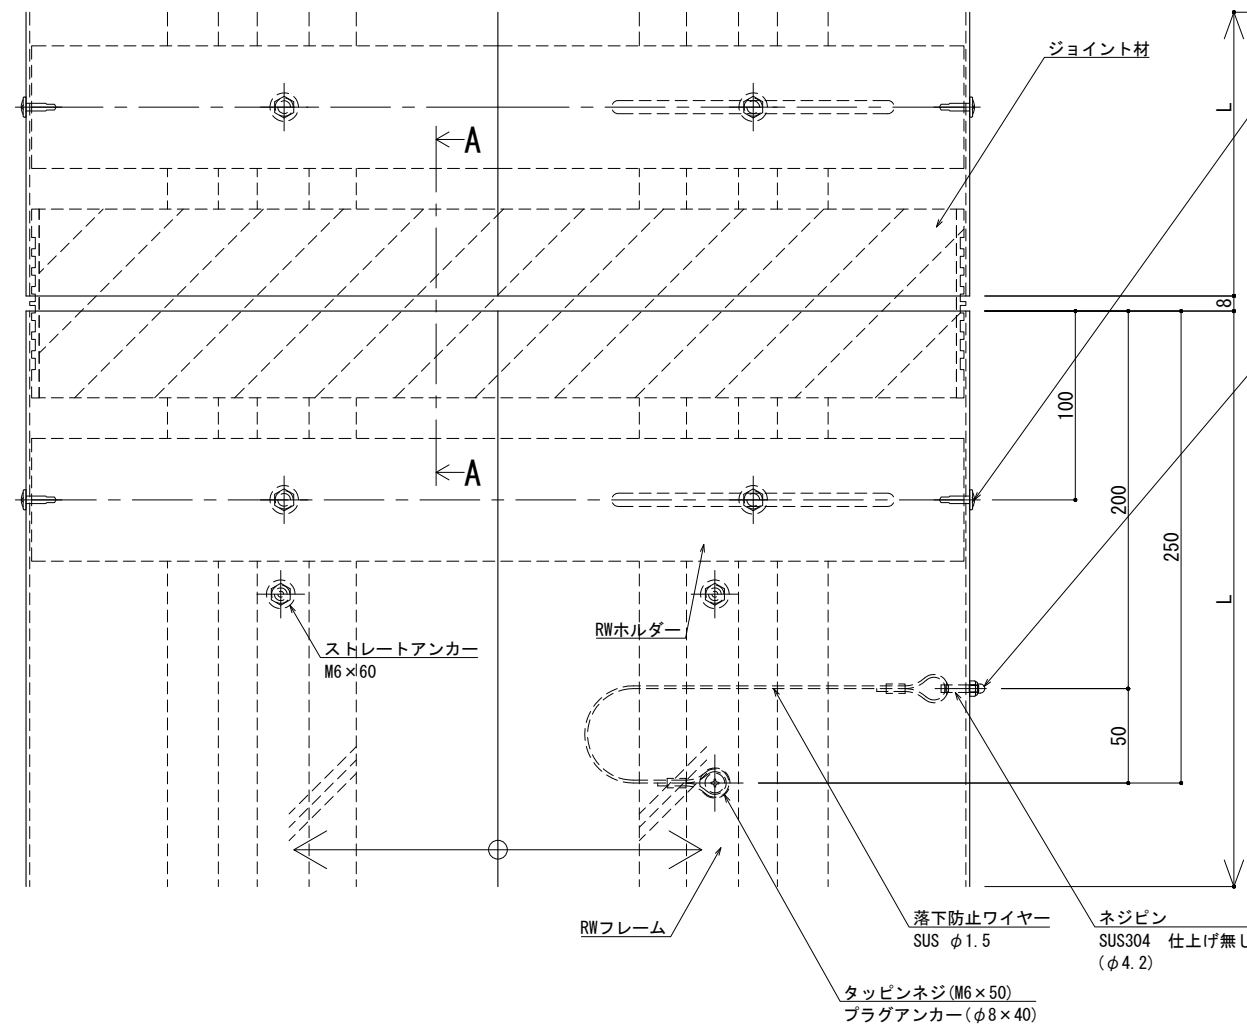 ジョイント材
L
A
8
100
200
A
250
L
RWホルダー
ストレートアンカー
M6×60
50
RWフレーム
落下防止ワイヤー
SUS φ1.5
ネジピン
SUS304 仕上げ無し
(φ4.2)
タッピンネジ(M6×50)
プラグアンカー(φ8×40)